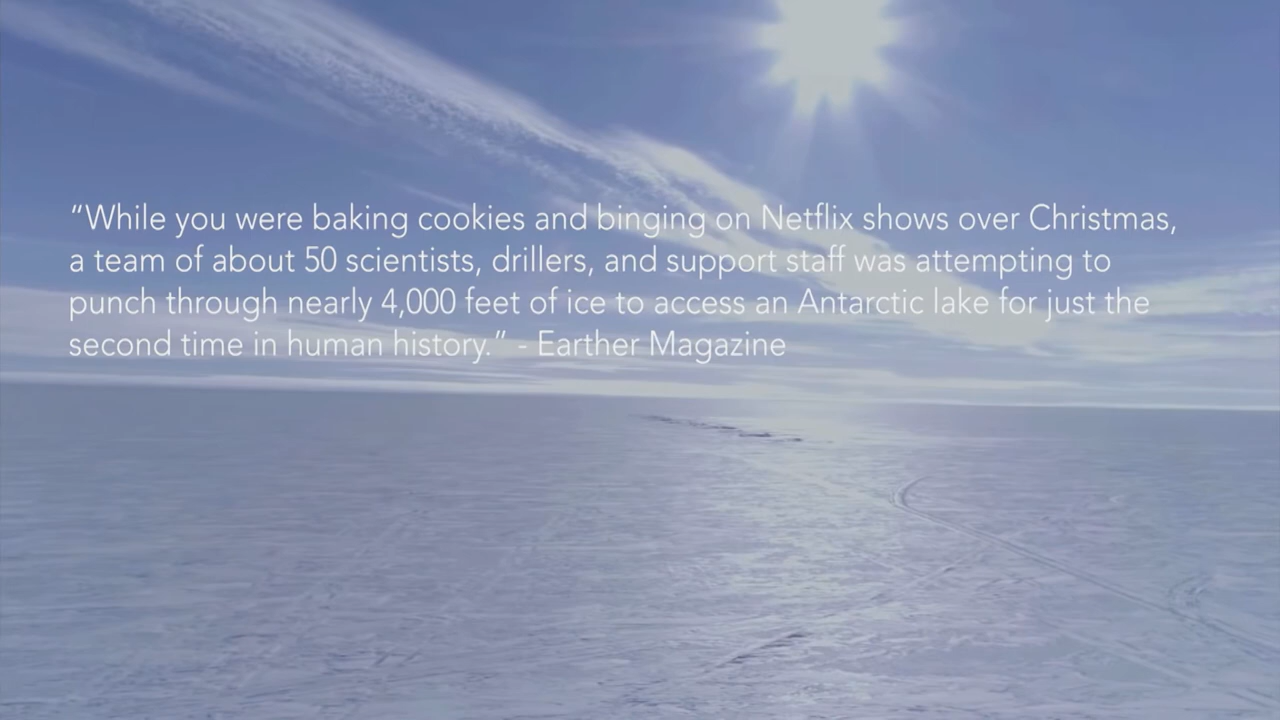 “While you were baking cookies and binging on Netflix shows over Christmas,
a team of about 50 scientists, drillers, and support staff was attempting to
punch through nearly 4,000 feet of ice to access an Antarctic lake for just the
second time in human history.” - Earther Magazine